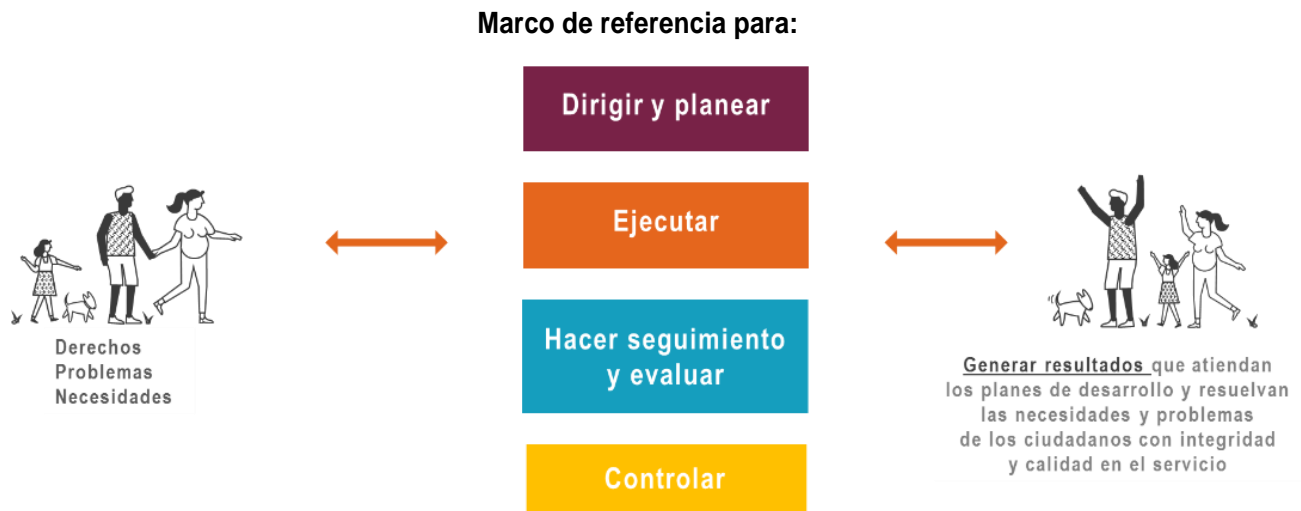 Marco de referencia para:
Dirigir y planear
Ejecutar
Hacer seguimiento
y evaluar
Controlar
Derechos
Problemas
Necesidades
Generar resultados que atiendan
los planes de desarrollo y resuelvan
las necesidades y problemas
de los ciudadanos con integridad
y calidad en el servicio